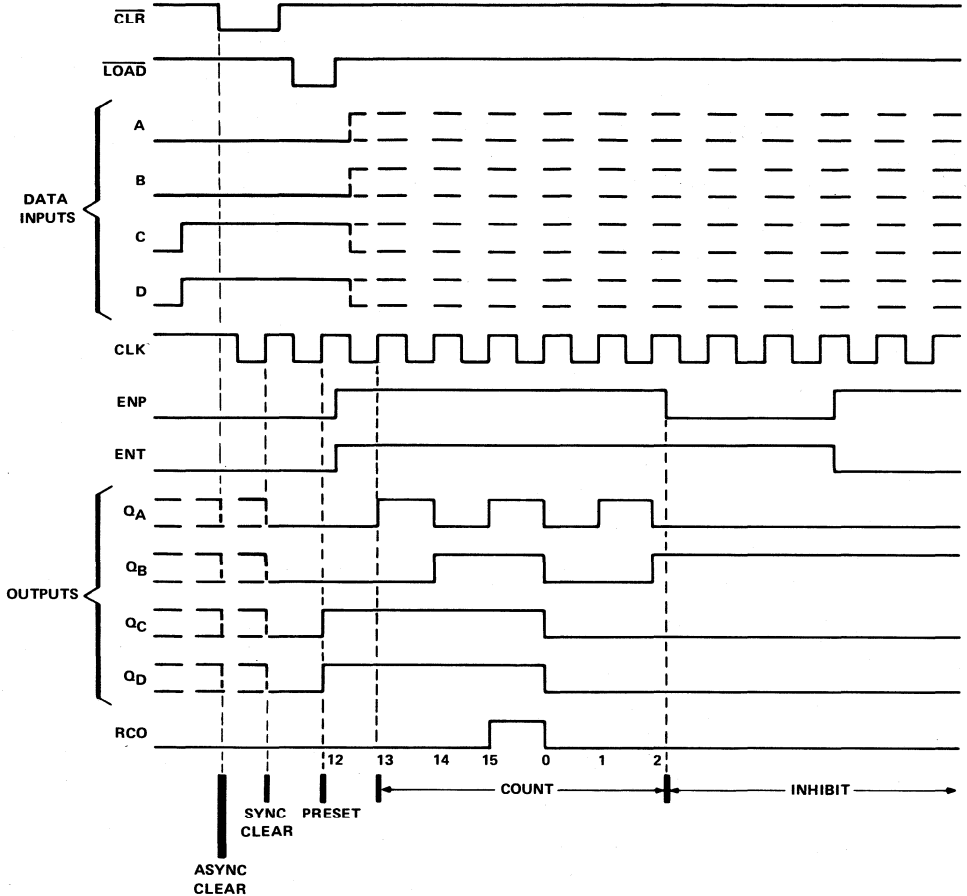 CLR
LOAD
A
B
DATA
INPUTS
C
D
CLK
ENP
ENT
QA
QB
OUTPUTS
QC
QD
RCO
12 13 14 15 0 1 2
SYNC
CLEAR
PRESET
COUNT
INHIBIT
ASYNC
CLEAR